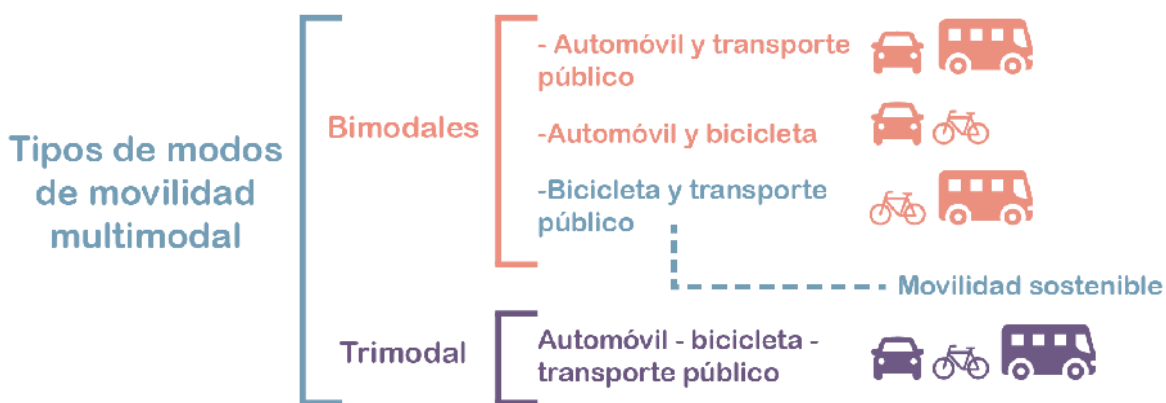 Tipos de modos
de movilidad
multimodal
Bimodales
- Automóvil y transporte
público
-Automóvil y bicicleta
-Bicicleta y transporte
público
Movilidad sostenible
Trimodal
Automóvil - bicicleta -
transporte público